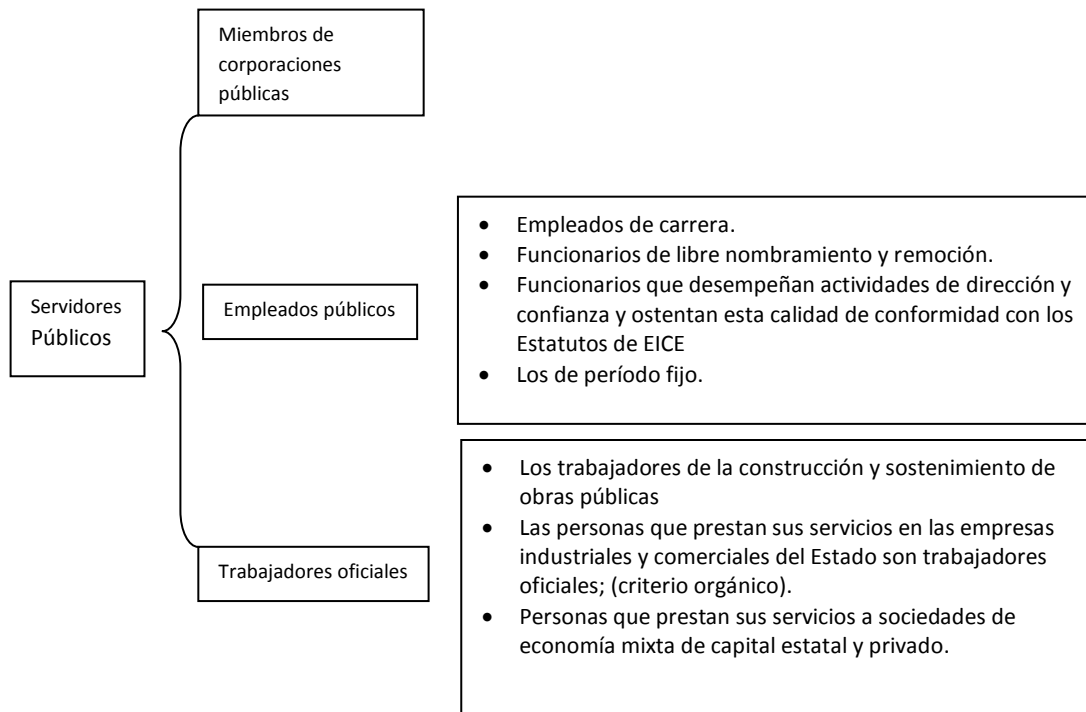 Miembros de
corporaciones
públicas
Servidores
Públicos
Empleados públicos
• Empleados de carrera.
• Funcionarios de libre nombramiento y remoción.
• Funcionarios que desempeñan actividades de dirección y
confianza y ostentan esta calidad de conformidad con los
Estatutos de EICE
• Los de período fijo.
Trabajadores oficiales
• Los trabajadores de la construcción y sostenimiento de
obras públicas
• Las personas que prestan sus servicios en las empresas
industriales y comerciales del Estado son trabajadores
oficiales; (criterio orgánico).
• Personas que prestan sus servicios a sociedades de
economía mixta de capital estatal y privado.